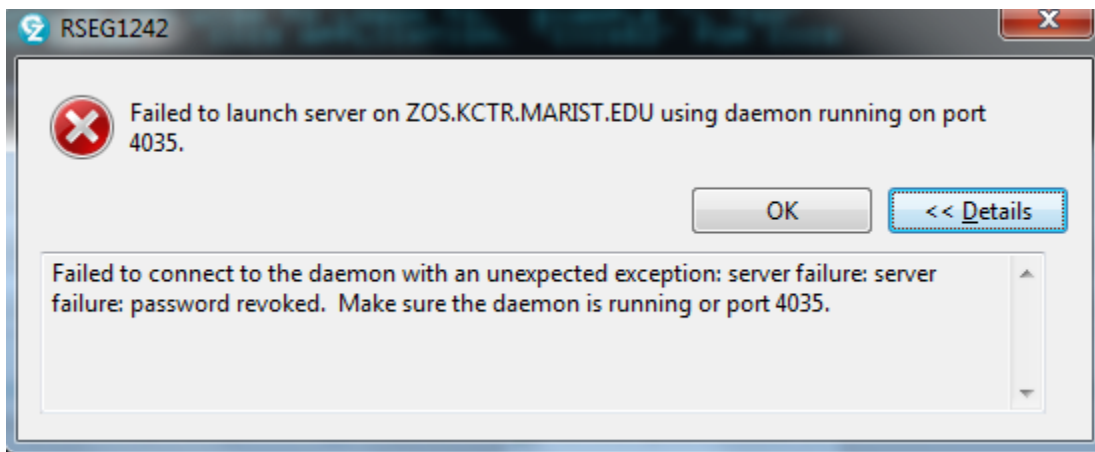 RSEG1242
Failed to launch server on ZOS.KCTR.MARIST.EDU using daemon running on port
4035.
OK
<< Details
Failed to connect to the daemon with an unexpected exception: server failure: server
failure: password revoked.  Make sure the daemon is running or port 4035.